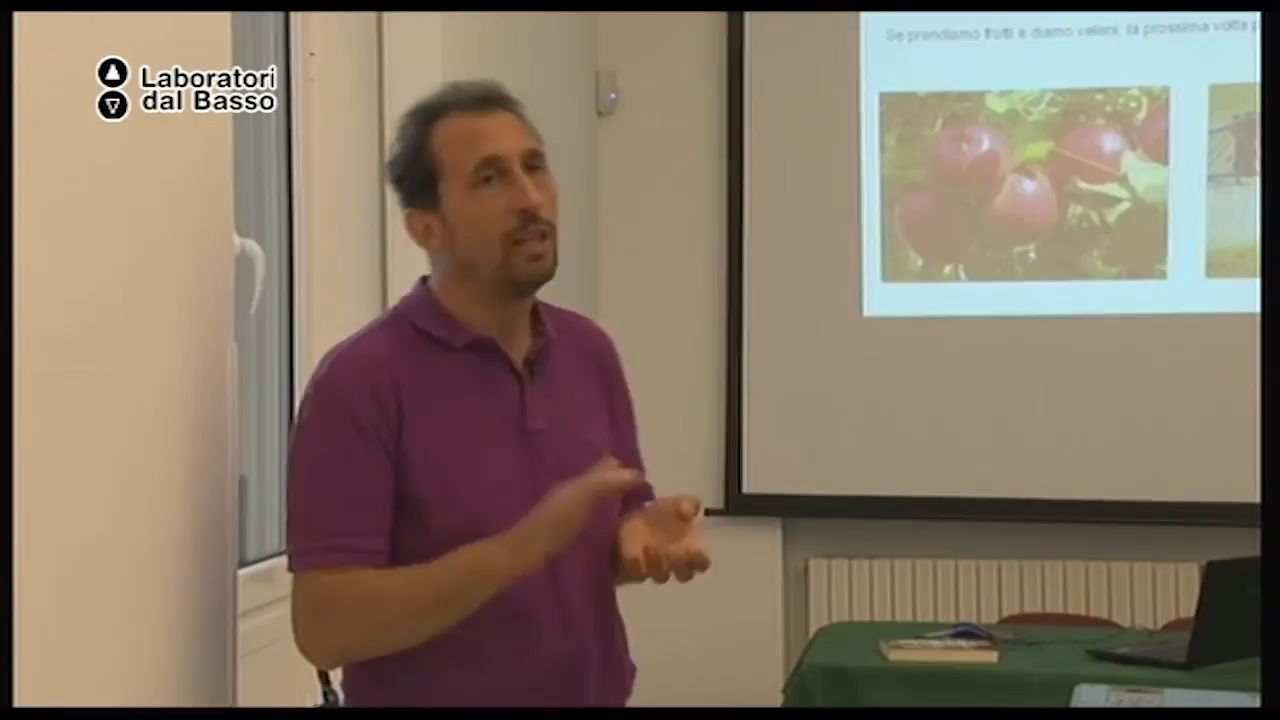 Laboratori
dal Basso
Se prendiamo frutti e diamo veleni, la prossima volta